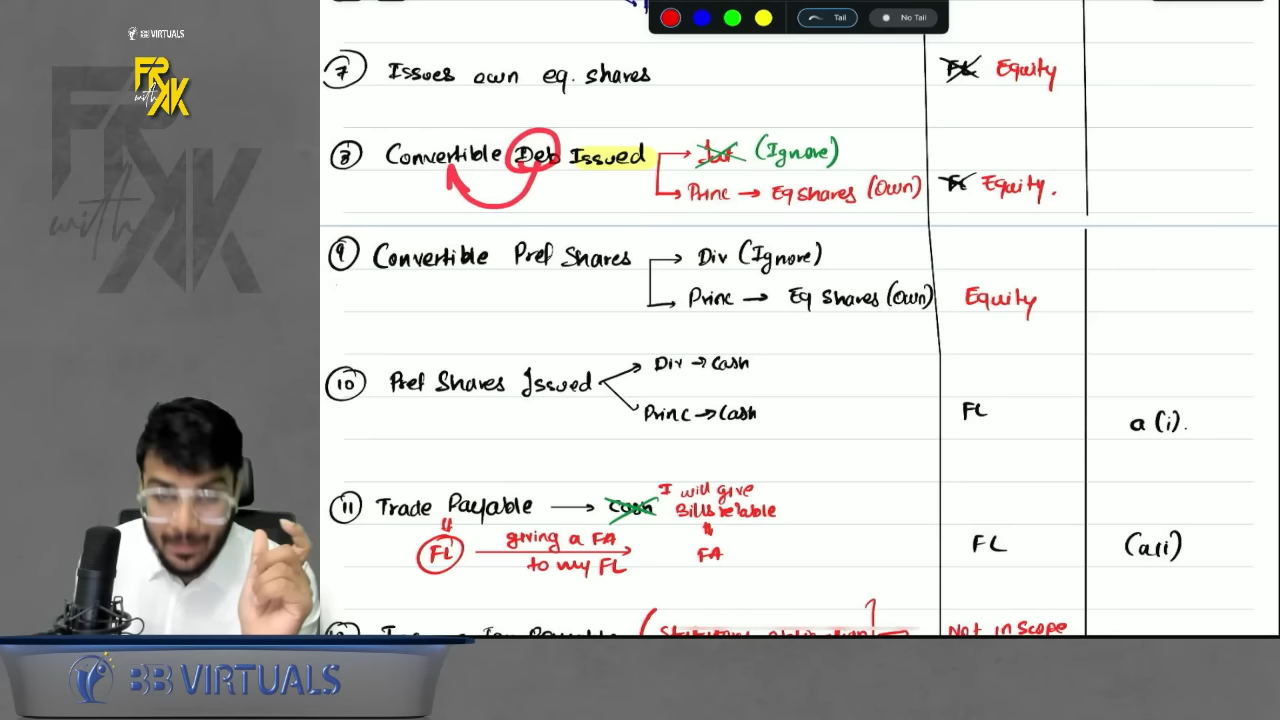 BB VIRTUALS
FR
with AK
Tail
No Tail
7 Issues own eq. shares
FL Equity
8 Convertible Deb Issued → Int (Ignore)
→ Princ → Eq shares (Own)
FL Equity.
9 Convertible Pref Shares → Div (Ignore)
→ Princ → Eq Shares (Own)
Equity
10 Pref Shares Issued
Div → Cash
Princ → Cash
FL
a (i).
11 Trade Payable → Cash
I will give
Bills
FL
giving a FA
to my FL
FA
FL
(a(i)
Not in Scope
BB VIRTUALS